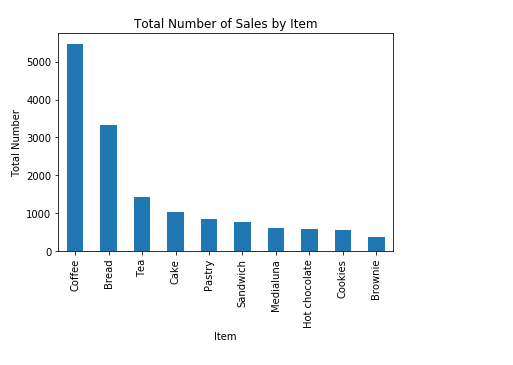 Total Number of Sales by Item
Total Number
5000
4000
3000
2000
1000
0
Coffee
Bread
Tea
Cake
Pastry
Sandwich
Medialuna
Hot chocolate
Cookies
Brownie
Item